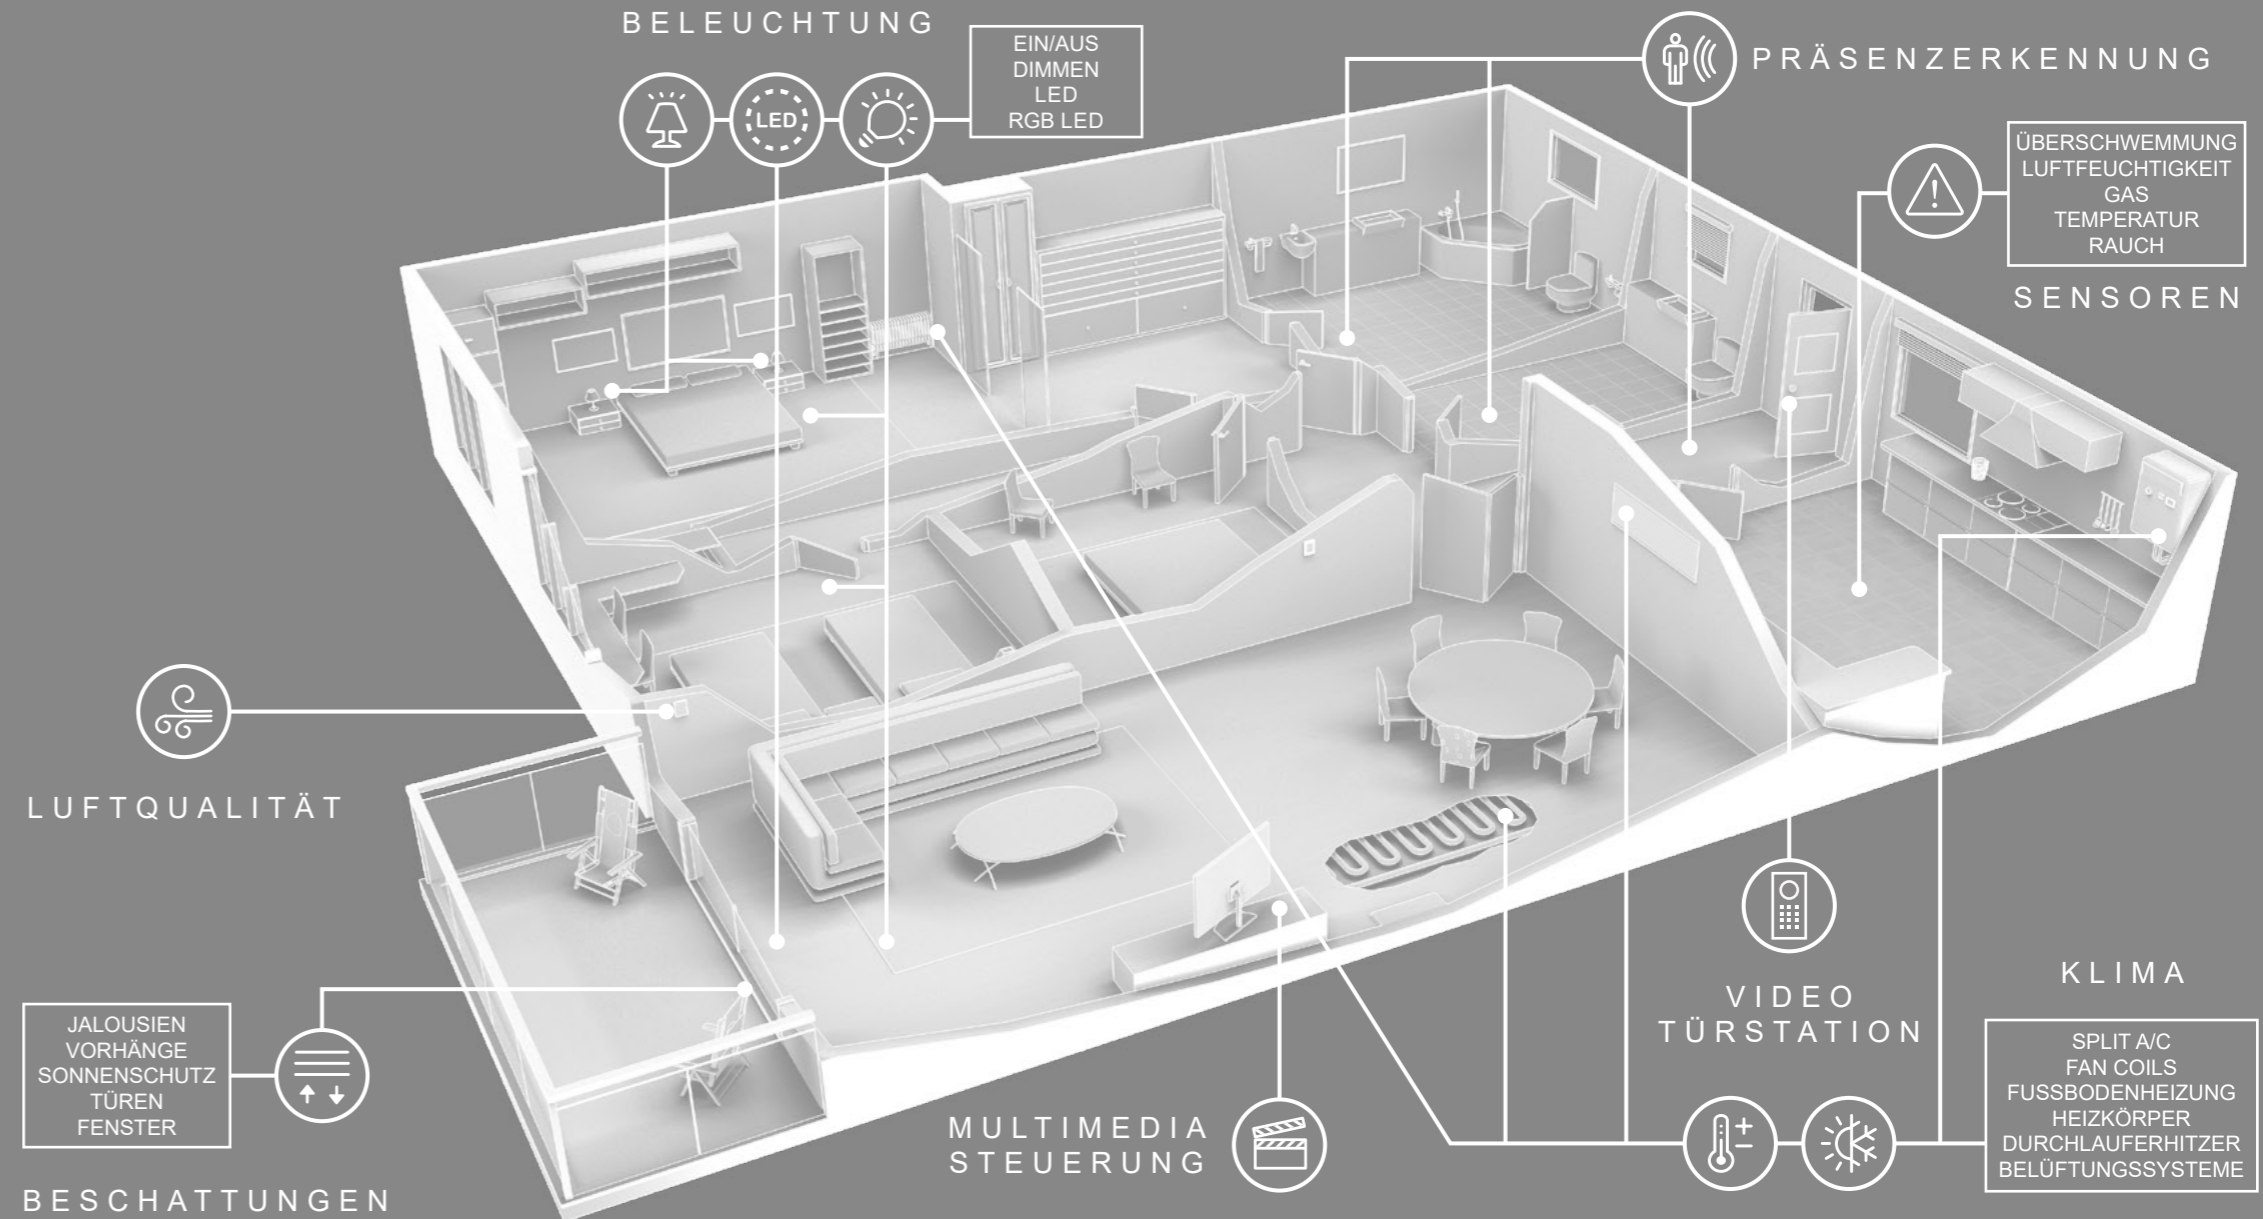 BELEUCHTUNG
EIN/AUS
DIMMEN
LED
RGB LED
LED
PRÄSENZERKENNUNG
ÜBERSCHWEMMUNG
LUFTFEUCHTIGKEIT
GAS
TEMPERATUR
RAUCH
SENSOREN
LUFTQUALITÄT
JALOUSIEN
VORHÄNGE
SONNENSCHUTZ
TÜREN
FENSTER
BESCHATTUNGEN
MULTIMEDIA
STEUERUNG
VIDEO
TÜRSTATION
KLIMA
SPLIT A/C
FAN COILS
FUSSBODENHEIZUNG
HEIZKÖRPER
DURCHLAUFERHITZER
BELÜFTUNGSSYSTEME